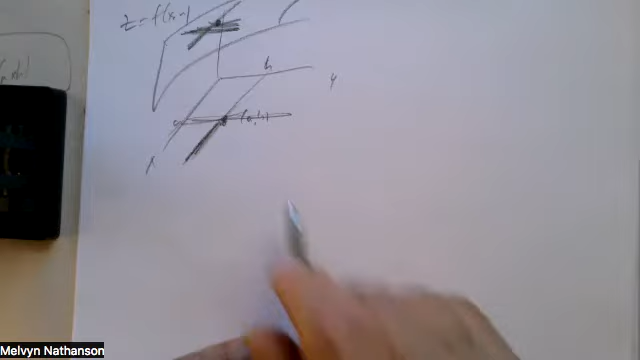 z = f(x,y)
b
y
(a,b)
x
Melvyn Nathanson